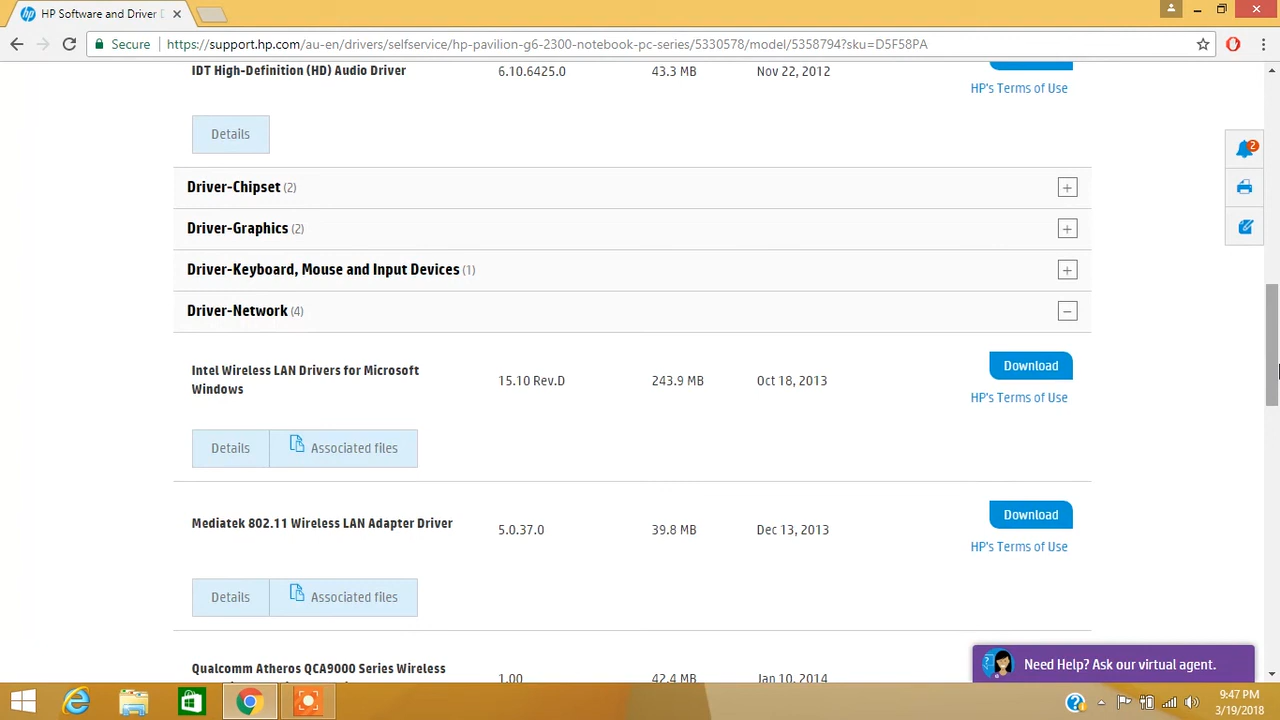 HP Software and Driver D
Secure
https://support.hp.com/au-en/drivers/selfservice/hp-pavilion-g6-2300-notebook-pc-series/5330578/model/5358794?sku=D5F58PA
IDT High-Definition (HD) Audio Driver 6.10.6425.0 43.3 MB Nov 22, 2012
HP's Terms of Use
2
Details
Driver-Chipset (2)
Driver-Graphics (2)
Driver-Keyboard, Mouse and Input Devices (1)
Driver-Network (4)
Intel Wireless LAN Drivers for Microsoft
Windows
15.10 Rev.D 243.9 MB Oct 18, 2013
Download
HP's Terms of Use
Details Associated files
Mediatek 802.11 Wireless LAN Adapter Driver 5.0.37.0 39.8 MB Dec 13, 2013
Download
HP's Terms of Use
Details Associated files
Qualcomm Atheros QCA9000 Series Wireless
1.00 42.4 MB Jan 10, 2014
Need Help? Ask our virtual agent.
9:47 PM
3/19/2018